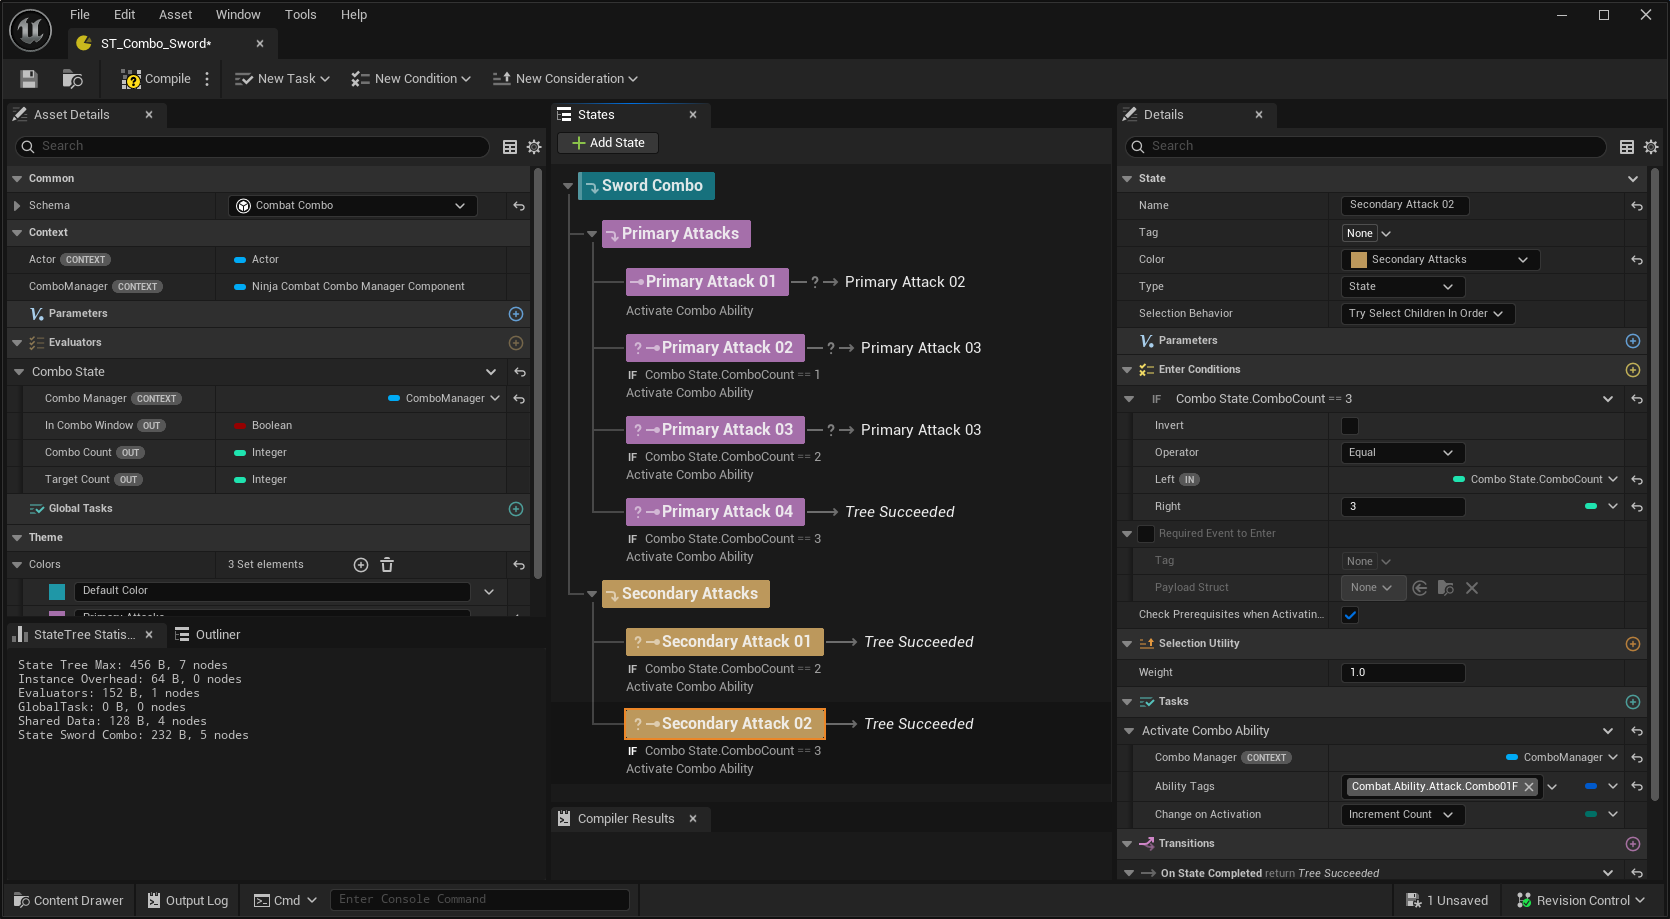 File Edit Asset Window Tools Help
ST_Combo_Sword*
Compile New Task New Condition New Consideration
Asset Details
Search
Common
Schema Combat Combo
Context
Actor CONTEXT Actor
ComboManager CONTEXT Ninja Combat Combo Manager Component
Parameters
Evaluators
Combo State
Combo Manager CONTEXT ComboManager
In Combo Window OUT Boolean
Combo Count OUT Integer
Target Count OUT Integer
Global Tasks
Theme
Colors 3 Set elements
Default Color
Primary Attacks
StateTree Statis... Outliner
State Tree Max: 456 B, 7 nodes
Instance Overhead: 64 B, 0 nodes
Evaluators: 152 B, 1 nodes
GlobalTask: 0 B, 0 nodes
Shared Data: 128 B, 4 nodes
State Sword Combo: 232 B, 5 nodes
States
Add State
Sword Combo
Primary Attacks
Primary Attack 01 ? Primary Attack 02
Activate Combo Ability
? Primary Attack 02 ? Primary Attack 03
IF Combo State.ComboCount == 1
Activate Combo Ability
? Primary Attack 03 ? Primary Attack 03
IF Combo State.ComboCount == 2
Activate Combo Ability
? Primary Attack 04 Tree Succeeded
IF Combo State.ComboCount == 3
Activate Combo Ability
Secondary Attacks
? Secondary Attack 01 Tree Succeeded
IF Combo State.ComboCount == 2
Activate Combo Ability
? Secondary Attack 02 Tree Succeeded
IF Combo State.ComboCount == 3
Activate Combo Ability
Compiler Results
Details
Search
State
Name Secondary Attack 02
Tag None
Color Secondary Attacks
Type State
Selection Behavior Try Select Children In Order
Parameters
Enter Conditions
IF Combo State.ComboCount == 3
Invert
Operator Equal
Left IN Combo State.ComboCount
Right 3
Required Event to Enter
Tag None
Payload Struct None
Check Prerequisites when Activatin...
Selection Utility
Weight 1.0
Tasks
Activate Combo Ability
Combo Manager CONTEXT ComboManager
Ability Tags Combat.Ability.Attack.Combo01F
Change on Activation Increment Count
Transitions
On State Completed return Tree Succeeded
Content Drawer Output Log Cmd Enter Console Command 1 Unsaved Revision Control